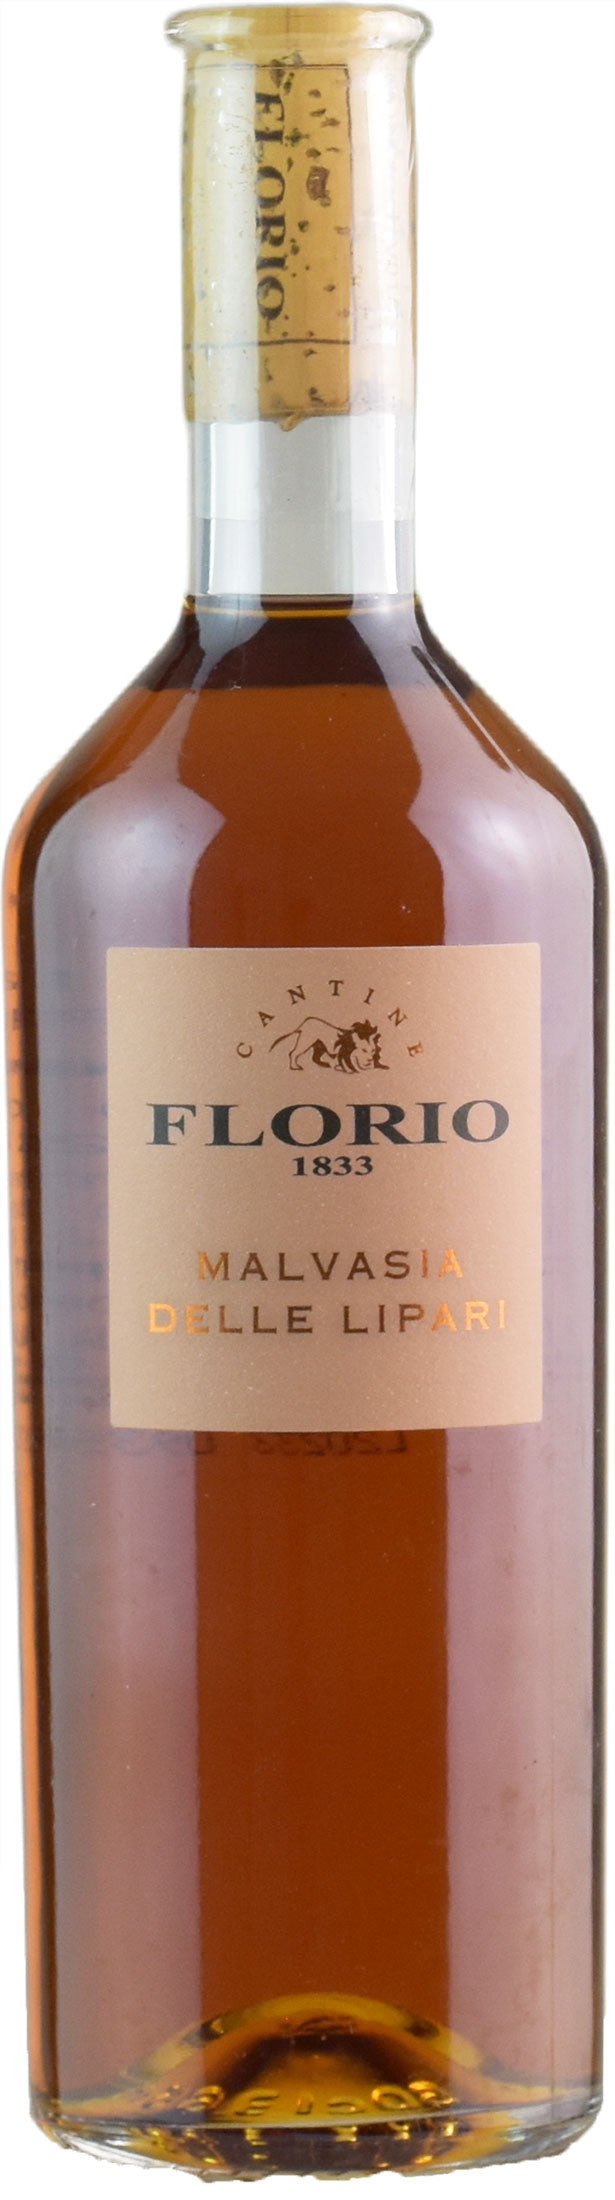 FLORIO
CANTINE
FLORIO
1833
MALVASIA
DELLE LIPARI